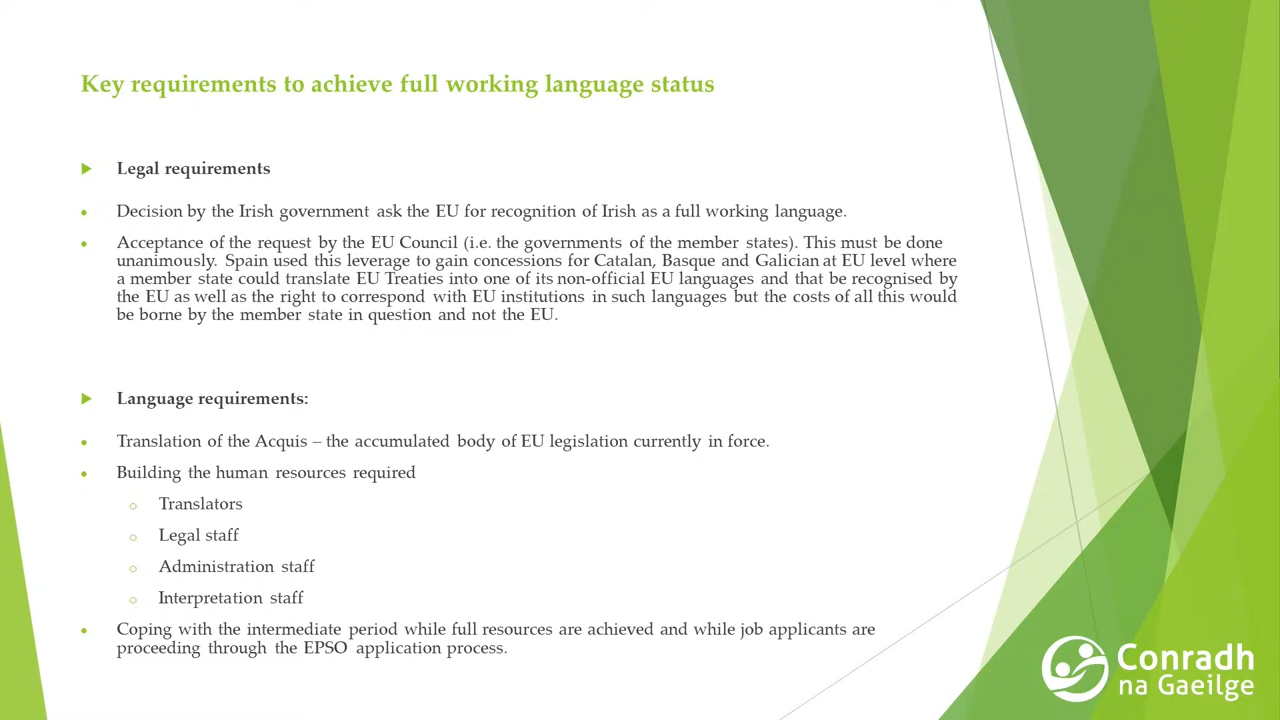 Key requirements to achieve full working language status
Legal requirements
Decision by the Irish government ask the EU for recognition of Irish as a full working language.
Acceptance of the request by the EU Council (i.e. the governments of the member states). This must be done
unanimously. Spain used this leverage to gain concessions for Catalan, Basque and Galician at EU level where
a member state could translate EU Treaties into one of its non-official EU languages and that be recognised by
the EU as well as the right to correspond with EU institutions in such languages but the costs of all this would
be borne by the member state in question and not the EU.
Language requirements:
Translation of the Acquis – the accumulated body of EU legislation currently in force.
Building the human resources required
Translators
Legal staff
Administration staff
Interpretation staff
Coping with the intermediate period while full resources are achieved and while job applicants are
proceeding through the EPSO application process.
Conradh
na Gaeilge